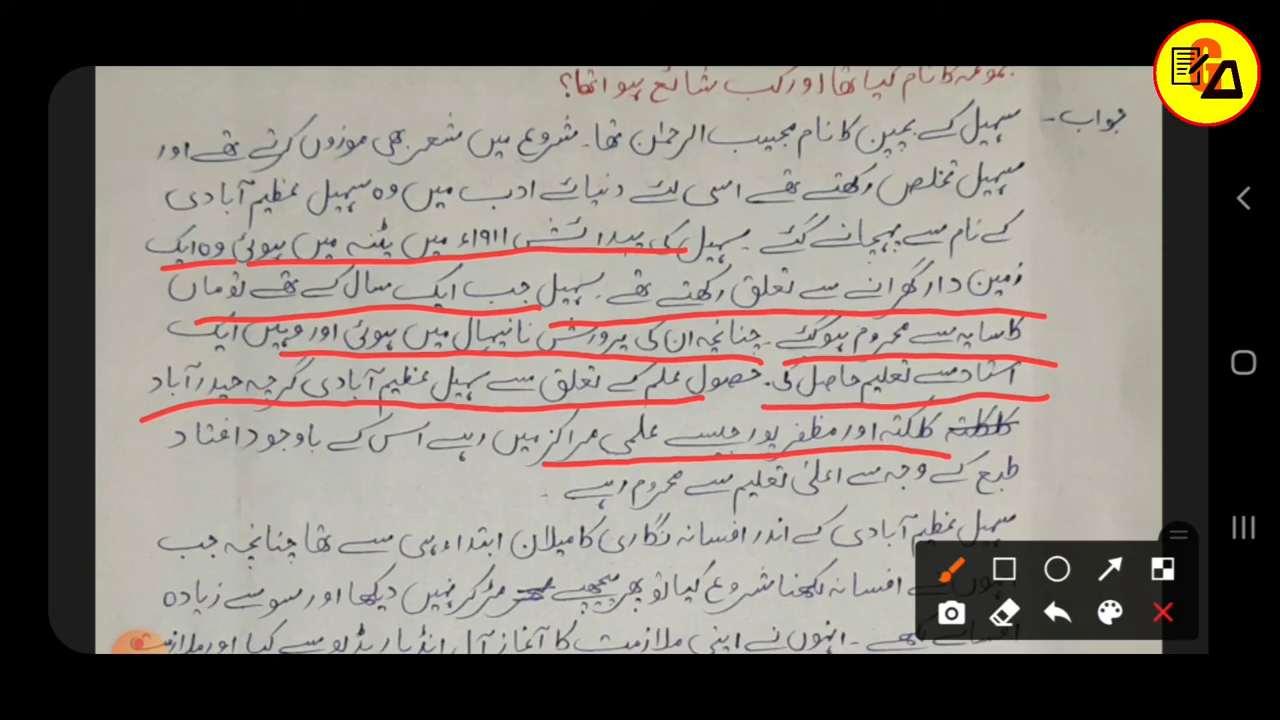 مجموعہ کا نام کیا تھا اور کب شائع ہوا تھا؟
جواب۔ سہیل کے بچپن کا نام مجیب الرحمٰن تھا۔ شروع میں شعر بھی موزوں کرتے تھے اور
سہیل تخلص رکھتے تھے اسی لئے دنیائے ادب میں وہ سہیل عظیم آبادی
کے نام سے پہچانے گئے ۔ سہیل کی پیدائش ۱۹۱۱ء میں پٹنہ میں ہوئی وہ ایک
زمین دار گھرانے سے تعلق رکھتے تھے ۔ سہیل جب ایک سال کے تھے تو ماں
کا سایہ سے محروم ہو گئے ۔ چنانچہ ان کی پرورش نانیہال میں ہوئی اور وہیں ایک
استاد سے تعلیم حاصل کی ۔ حصول علم کے تعلق سے سہیل عظیم آبادی گرچہ حیدرآباد
کلکتہ اور مظفر پور جیسے علمی مراکز میں رہے اس کے باوجود افتاد
طبع کے وجہ سے اعلیٰ تعلیم سے محروم رہے ۔
سہیل عظیم آبادی کے اندر افسانہ نگاری کا میلان ابتداء ہی سے تھا چنانچہ جب
افسانہ لکھنا شروع کیا تو پھر پیچھے مڑ کر نہیں دیکھا اور سو سے زیادہ
افسانے لکھے ۔ انہوں نے اپنی ملازمت کا آغاز آل انڈیا ریڈیو سے کیا اور ملازمت